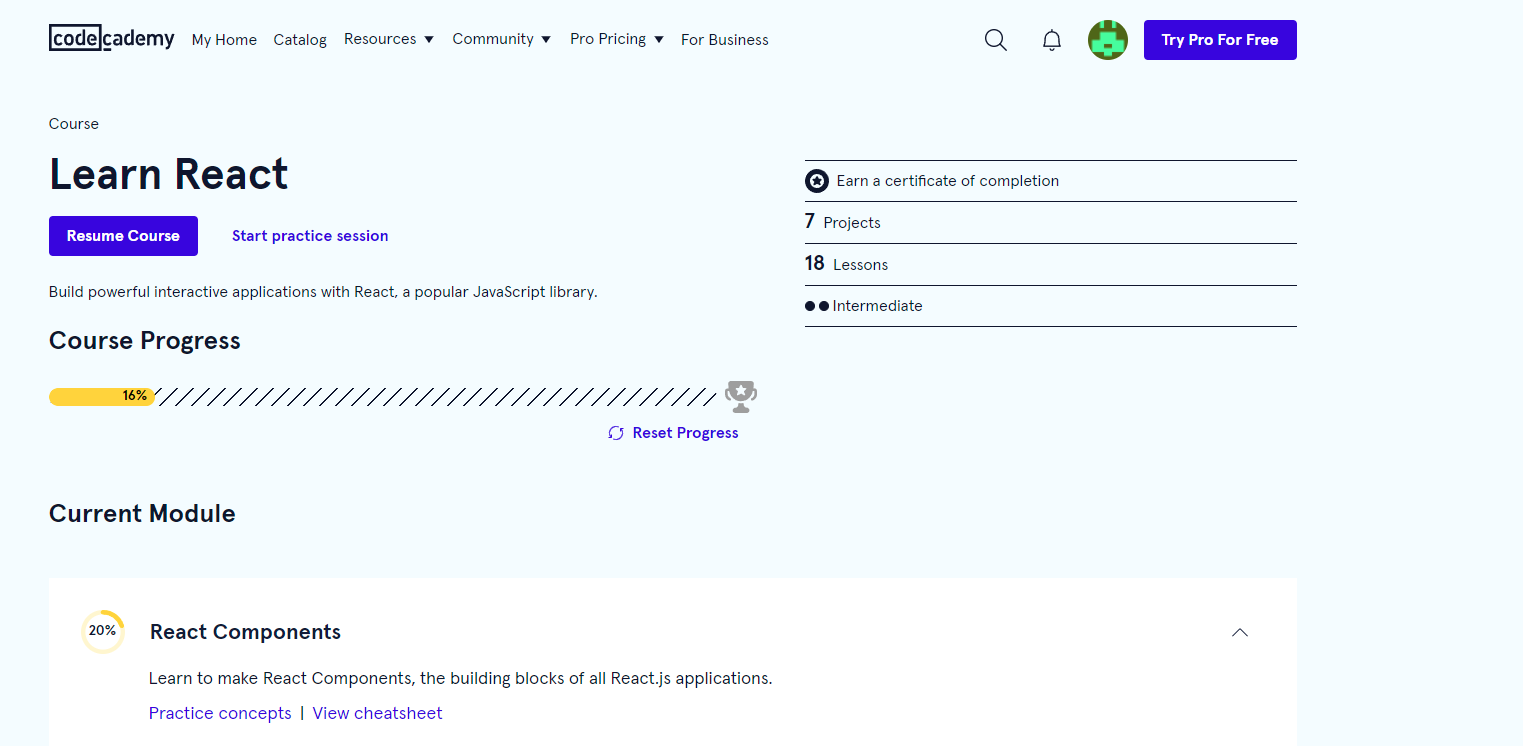 codecademy My Home Catalog Resources Community Pro Pricing For Business Try Pro For Free
Course
Learn React
Resume Course Start practice session
Build powerful interactive applications with React, a popular JavaScript library.
Earn a certificate of completion
7 Projects
18 Lessons
Intermediate
Course Progress
16%
Reset Progress
Current Module
20% React Components
Learn to make React Components, the building blocks of all React.js applications.
Practice concepts | View cheatsheet